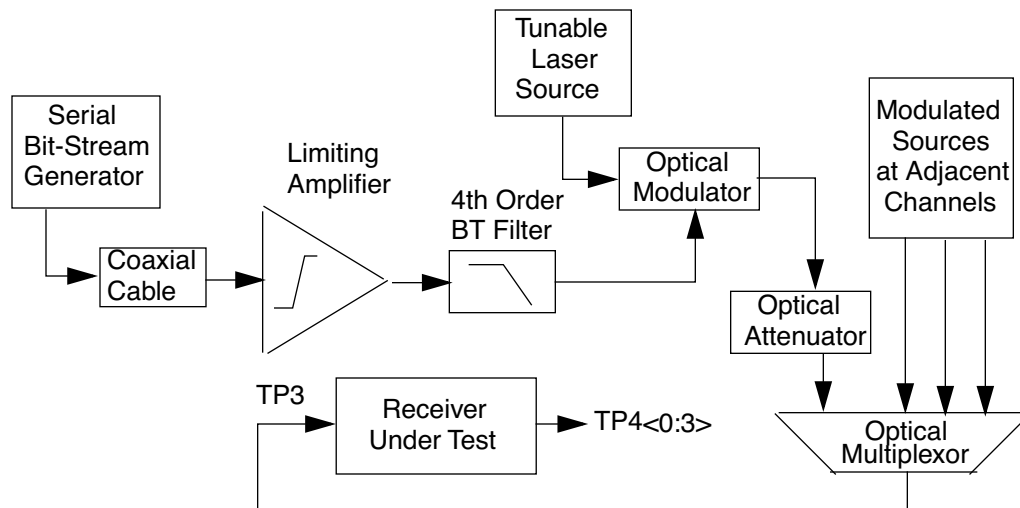 Serial
Bit-Stream
Generator
Coaxial
Cable
Limiting
Amplifier
4th Order
BT Filter
Tunable
Laser
Source
Optical
Modulator
Optical
Attenuator
Modulated
Sources
at Adjacent
Channels
Optical
Multiplexor
TP3
Receiver
Under Test
TP4<0:3>